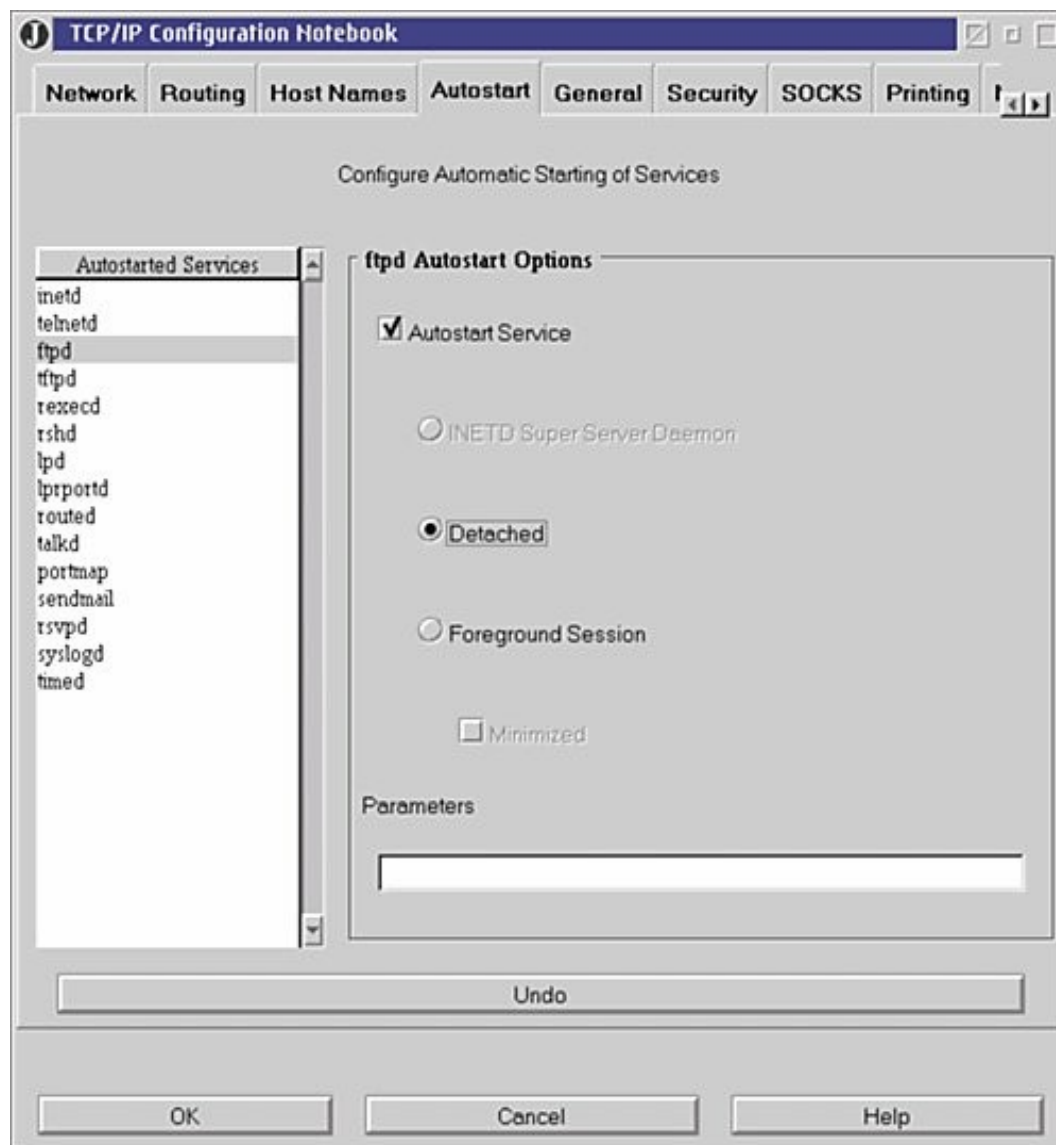 TCP/IP Configuration Notebook
Network Routing Host Names Autostart General Security SOCKS Printing
Configure Automatic Starting of Services
Autostarted Services
inetd
telnetd
ftpd
tftpd
rexecd
rshd
lpd
lprportd
routed
talkd
portmap
sendmail
rsvpd
syslogd
timed
ftpd Autostart Options
Autostart Service
INETD Super Server Daemon
Detached
Foreground Session
Minimized
Parameters
Undo
OK Cancel Help